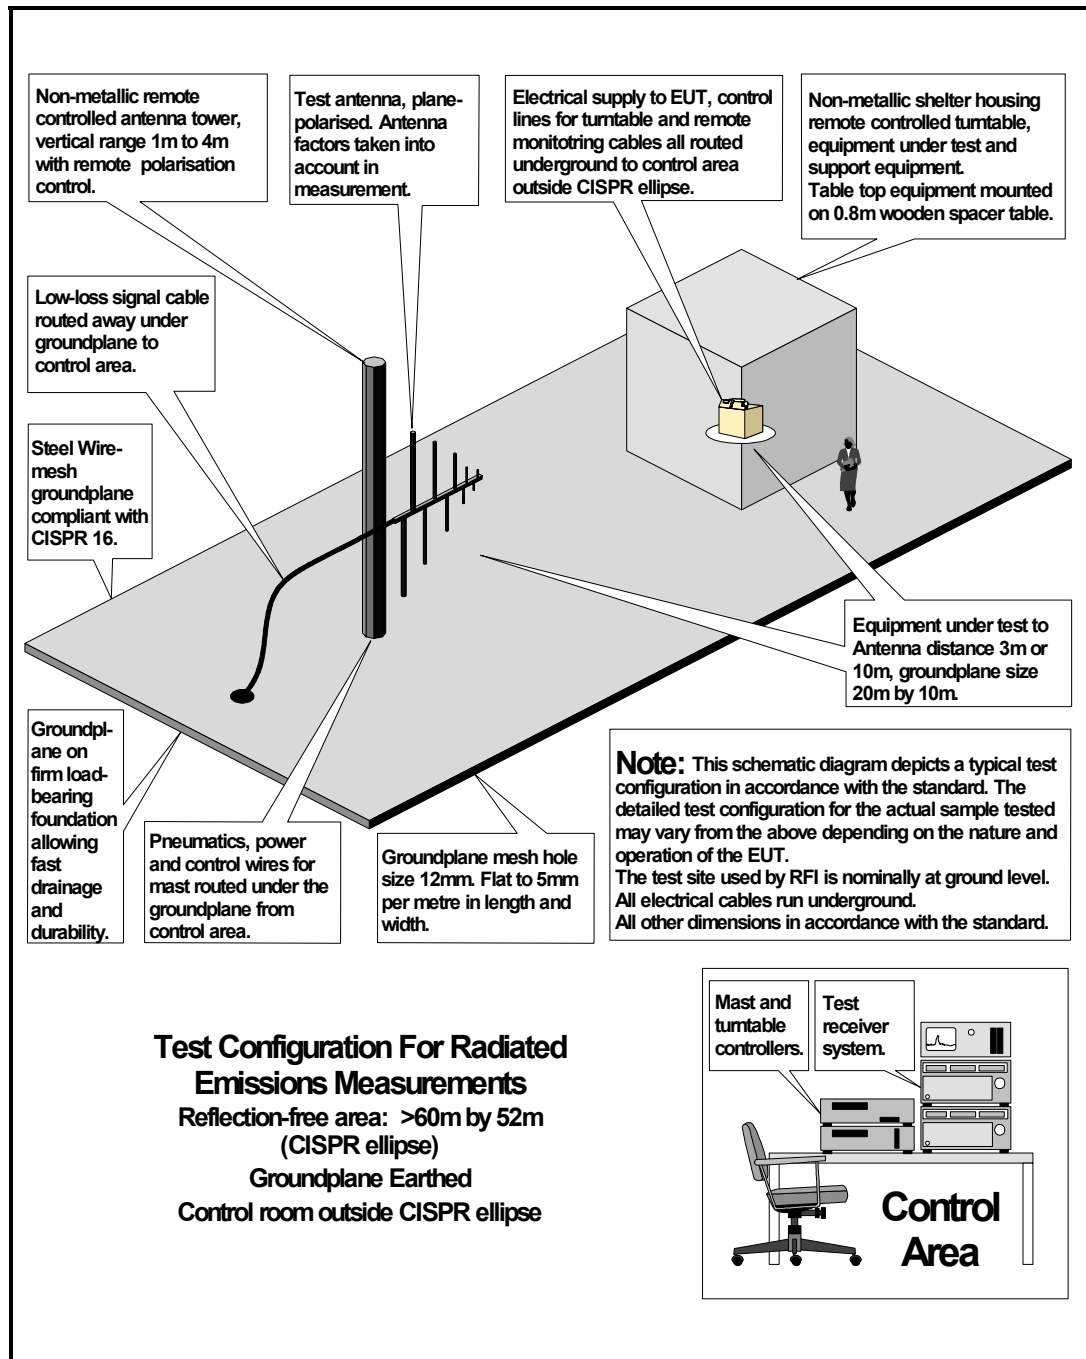 Non-metallic remote
controlled antenna tower,
vertical range 1m to 4m
with remote polarisation
control.
Test antenna, plane-
polarised. Antenna
factors taken into
account in
measurement.
Electrical supply to EUT, control
lines for turntable and remote
monitotring cables all routed
underground to control area
outside CISPR ellipse.
Non-metallic shelter housing
remote controlled turntable,
equipment under test and
support equipment.
Table top equipment mounted
on 0.8m wooden spacer table.
Low-loss signal cable
routed away under
groundplane to
control area.
Steel Wire-
mesh
groundplane
compliant with
CISPR 16.
Equipment under test to
Antenna distance 3m or
10m, groundplane size
20m by 10m.
Groundpl-
ane on
firm load-
bearing
foundation
allowing
fast
drainage
and
durability.
Pneumatics, power
and control wires for
mast routed under the
groundplane from
control area.
Groundplane mesh hole
size 12mm. Flat to 5mm
per metre in length and
width.
Note: This schematic diagram depicts a typical test
configuration in accordance with the standard. The
detailed test configuration for the actual sample tested
may vary from the above depending on the nature and
operation of the EUT.
The test site used by RFI is nominally at ground level.
All electrical cables run underground.
All other dimensions in accordance with the standard.
Test Configuration For Radiated
Emissions Measurements
Reflection-free area: >60m by 52m
(CISPR ellipse)
Groundplane Earthed
Control room outside CISPR ellipse
Mast and
turntable
controllers.
Test
receiver
system.
Control
Area